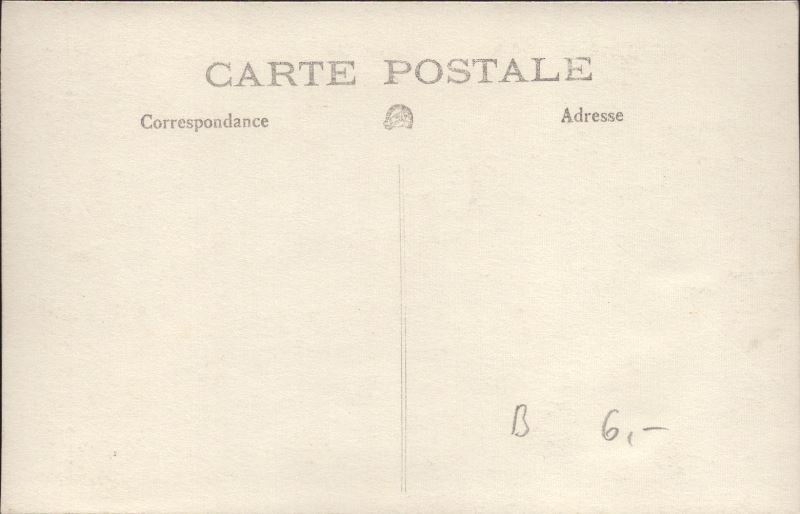 CARTE POSTALE
Correspondance
Adresse
B 6,-